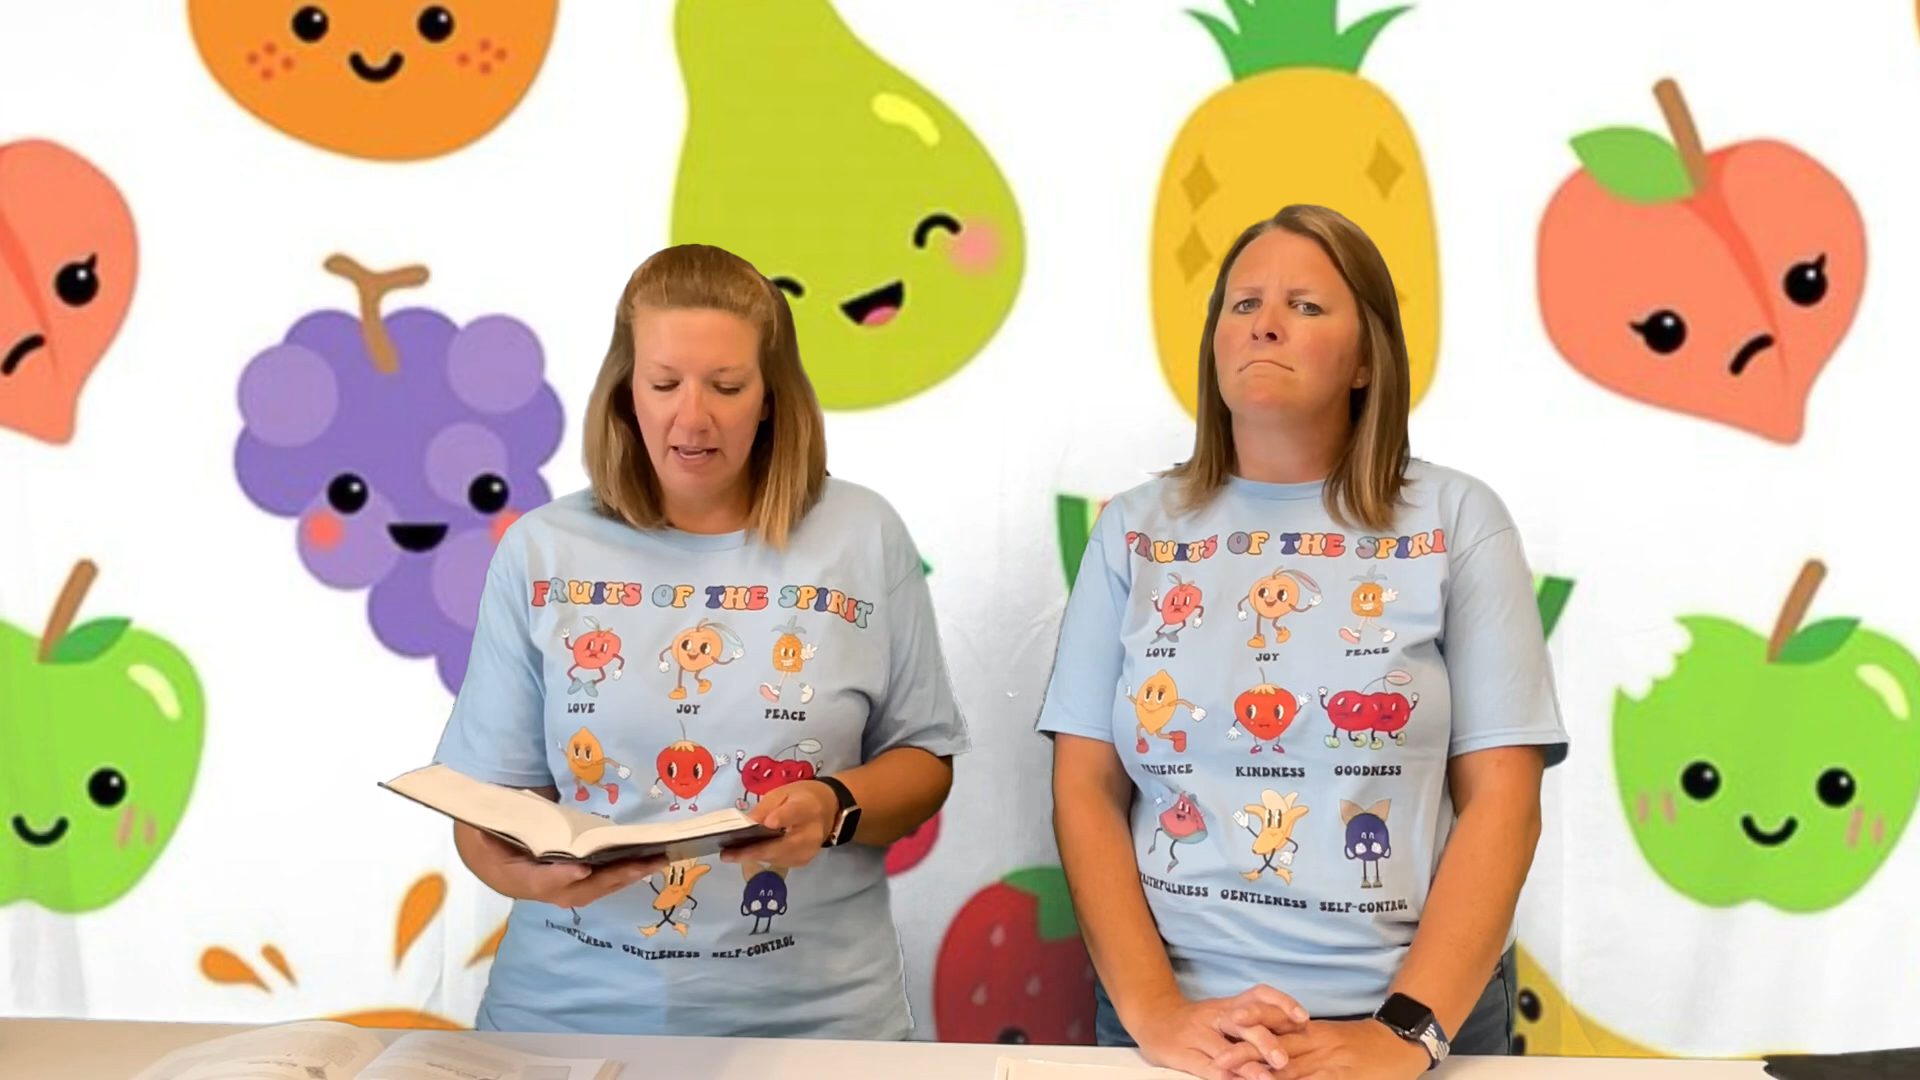 FRUITS OF THE SPIRIT
LOVE JOY PEACE
GENTLENESS SELF-CONTROL
FRUITS OF THE SPIRI
LOVE JOY PEACE
PATIENCE KINDNESS GOODNESS
FAITHFULNESS GENTLENESS SELF-CONTROL